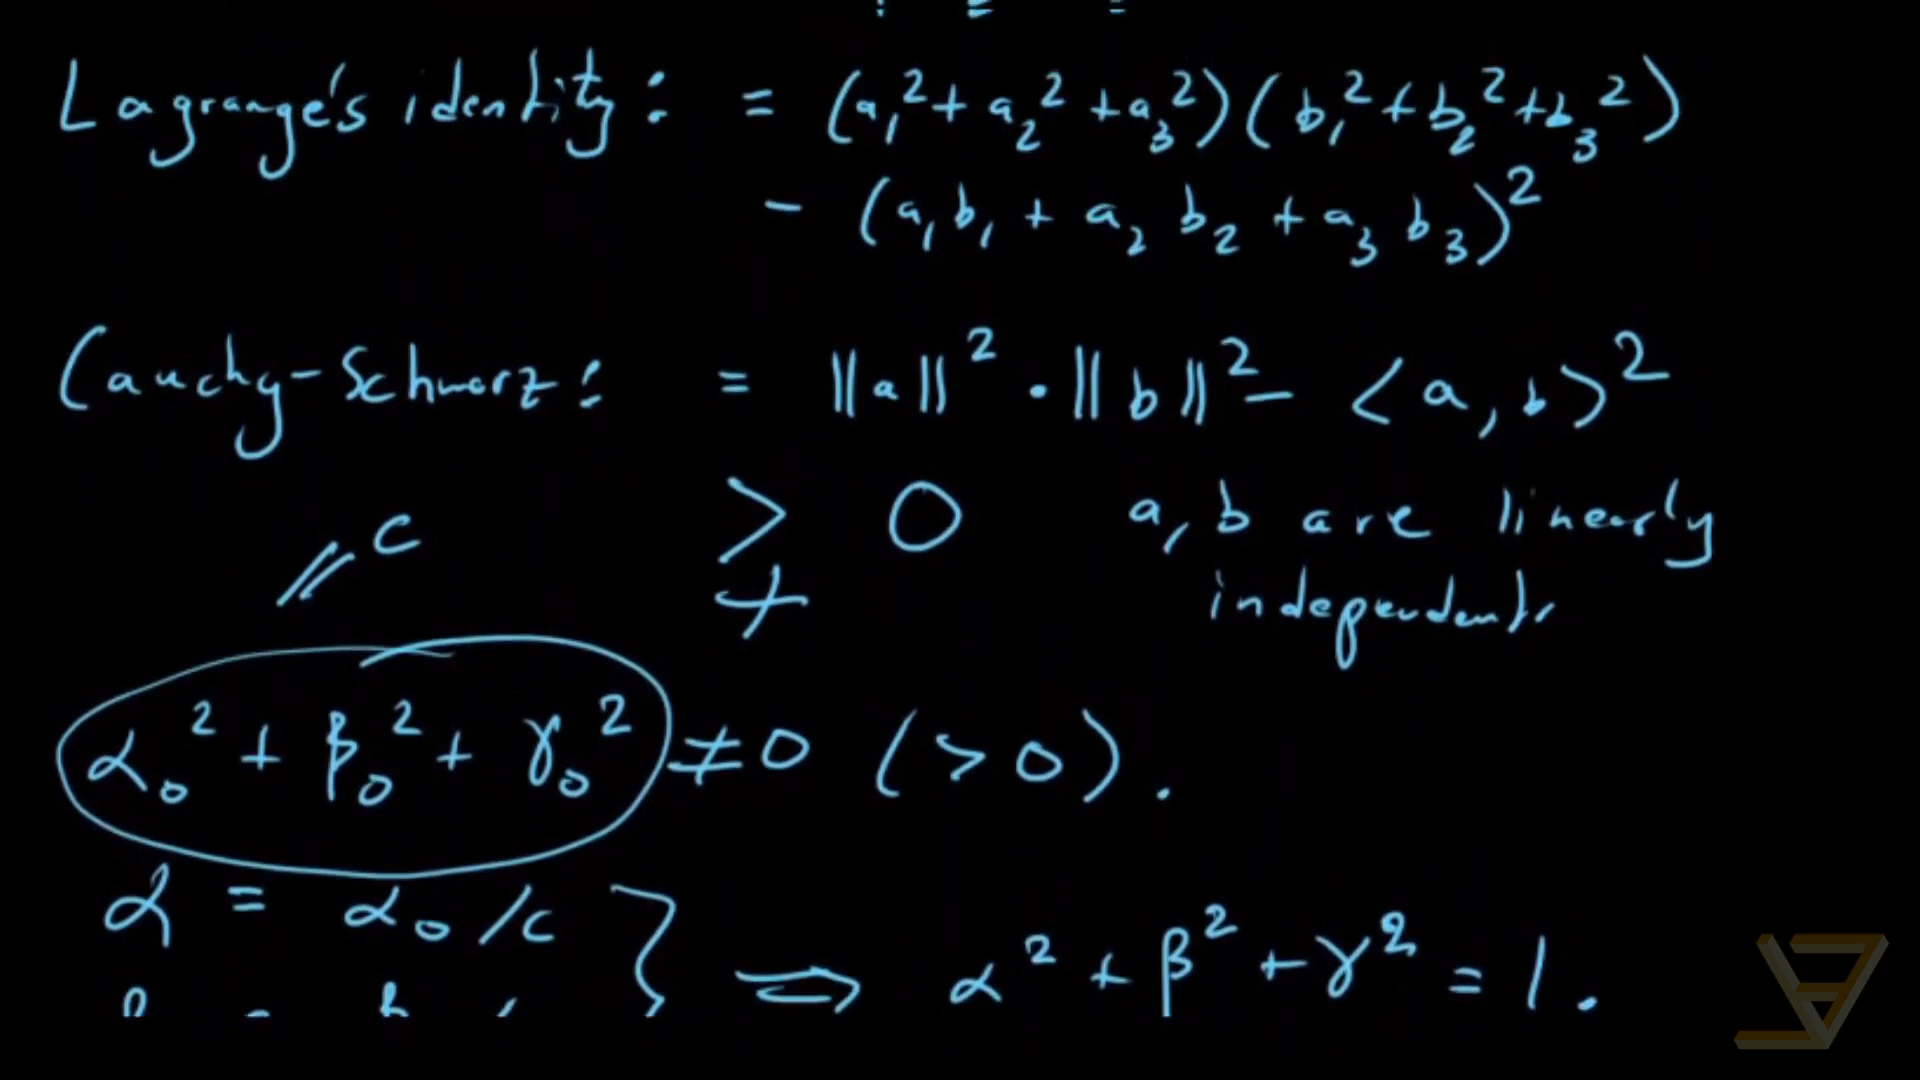 Lagrange's identity: = (a₁² + a₂² + a₃²)(b₁² + b₂² + b₃²)
- (a₁b₁ + a₂b₂ + a₃b₃)²
Cauchy-Schwarz: = ||a||² · ||b||² - <a, b>²
// c > 0 a, b are linearly
≠ independent.
α₀² + β₀² + γ₀² ≠ 0 (> 0).
α = α₀/c } ⇒ α² + β² + γ² = 1.